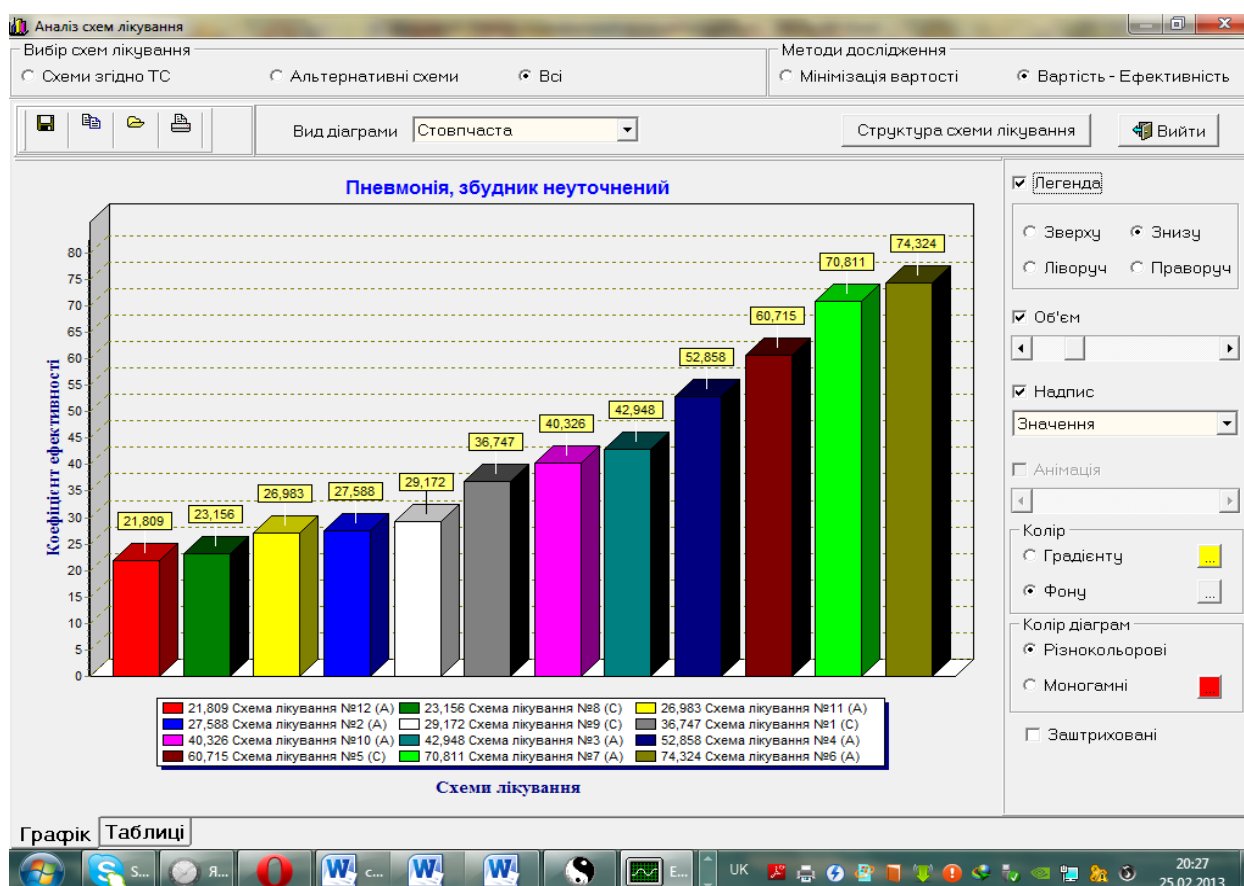 Аналіз схем лікування
Вибір схем лікування
Методи дослідження
Схеми згідно ТС
Альтернативні схеми
Всі
Мінімізація вартості
Вартість - Ефективність
Вид діаграми
Стовпчаста
Структура схеми лікування
Вийти
Пневмонія, збудник неуточнений
Коефіцієнт ефективності
80
75
70
65
60
55
50
45
40
35
30
25
20
15
10
5
0
21,809
23,156
26,983
27,588
29,172
36,747
40,326
42,948
52,858
60,715
70,811
74,324
21,809 Схема лікування №12 (А) 23,156 Схема лікування №8 (С) 26,983 Схема лікування №11 (А)
27,588 Схема лікування №2 (А) 29,172 Схема лікування №9 (С) 36,747 Схема лікування №1 (С)
40,326 Схема лікування №10 (А) 42,948 Схема лікування №3 (А) 52,858 Схема лікування №4 (А)
60,715 Схема лікування №5 (С) 70,811 Схема лікування №7 (А) 74,324 Схема лікування №6 (А)
Схеми лікування
Легенда
Зверху Знизу
Ліворуч Праворуч
Об'єм
Надпис
Значення
Анімація
Колір
Градієнту ...
Фону ...
Колір діаграм
Різнокольорові
Моногамні ...
Заштриховані
Графік Таблиці
S... Я... W с... W W E... UK 20:27
25.02.2013